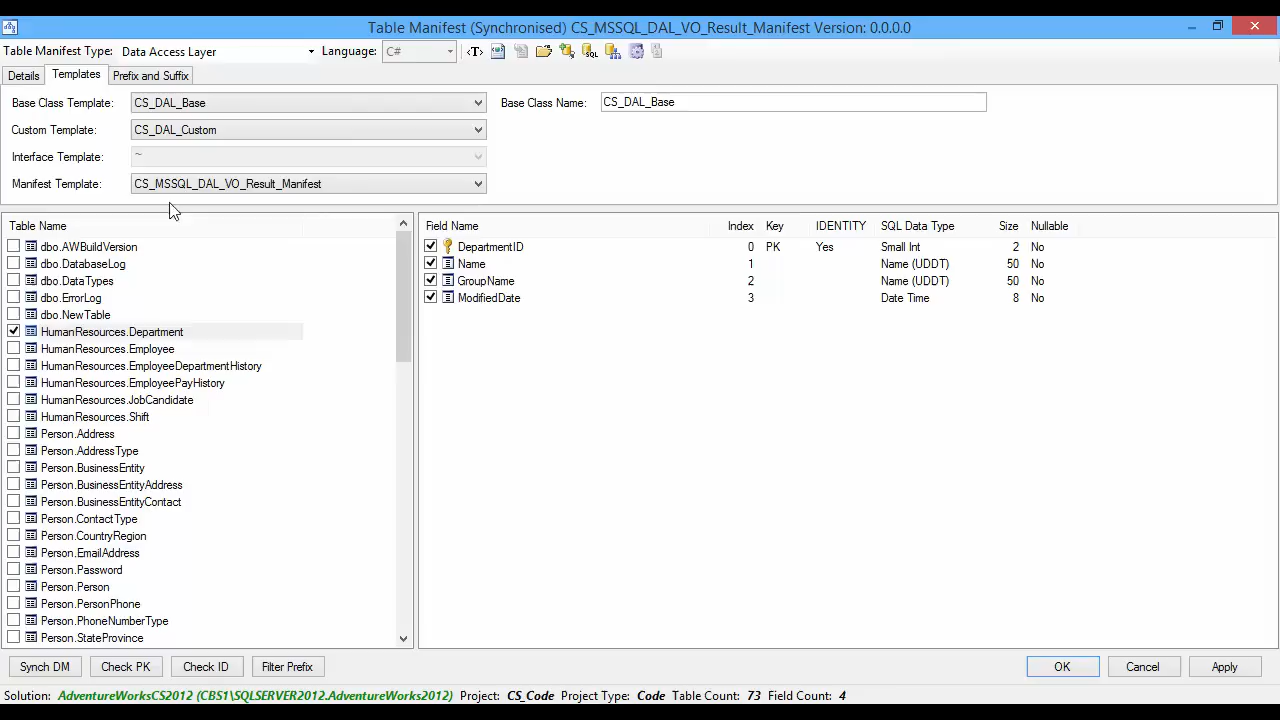 Table Manifest (Synchronised) CS_MSSQL_DAL_VO_Result_Manifest Version: 0.0.0.0
Table Manifest Type: Data Access Layer Language: C# <T> SQL
Details Templates Prefix and Suffix
Base Class Template: CS_DAL_Base Base Class Name: CS_DAL_Base
Custom Template: CS_DAL_Custom
Interface Template: ~
Manifest Template: CS_MSSQL_DAL_VO_Result_Manifest
Table Name Field Name Index Key IDENTITY SQL Data Type Size Nullable
dbo.AWBuildVersion DepartmentID 0 PK Yes Small Int 2 No
dbo.DatabaseLog Name 1 Name (UDDT) 50 No
dbo.DataTypes GroupName 2 Name (UDDT) 50 No
dbo.ErrorLog ModifiedDate 3 Date Time 8 No
dbo.NewTable
HumanResources.Department
HumanResources.Employee
HumanResources.EmployeeDepartmentHistory
HumanResources.EmployeePayHistory
HumanResources.JobCandidate
HumanResources.Shift
Person.Address
Person.AddressType
Person.BusinessEntity
Person.BusinessEntityAddress
Person.BusinessEntityContact
Person.ContactType
Person.CountryRegion
Person.EmailAddress
Person.Password
Person.Person
Person.PersonPhone
Person.PhoneNumberType
Person.StateProvince
Synch DM Check PK Check ID Filter Prefix OK Cancel Apply
Solution: AdventureWorksCS2012 (CBS1\SQLSERVER2012.AdventureWorks2012) Project: CS_Code Project Type: Code Table Count: 73 Field Count: 4